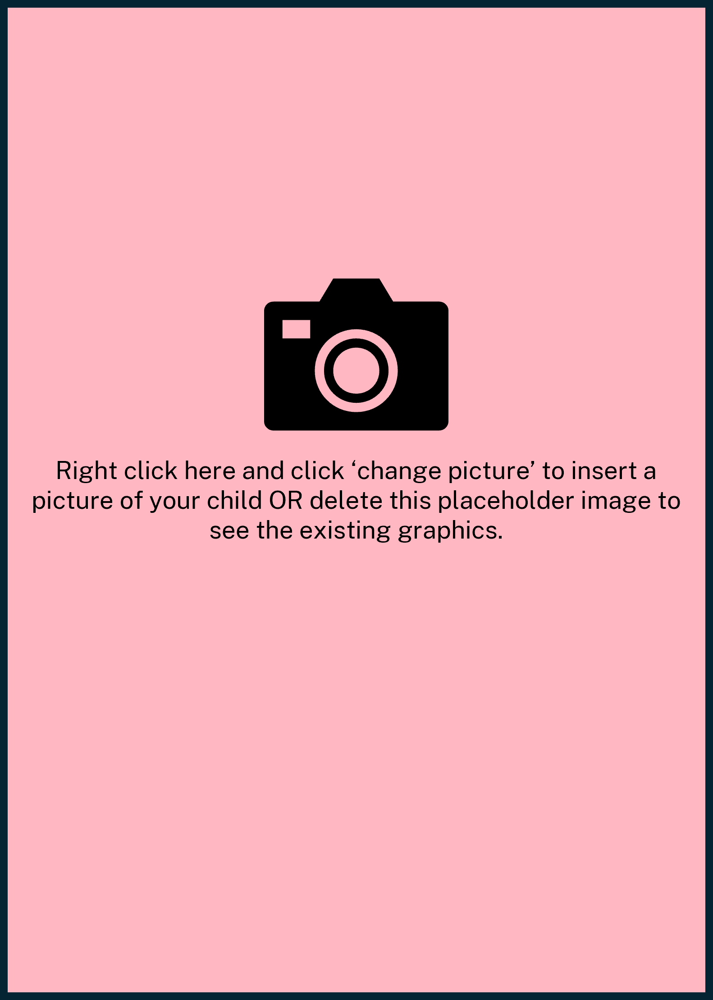 Right click here and click ‘change picture’ to insert a
picture of your child OR delete this placeholder image to
see the existing graphics.